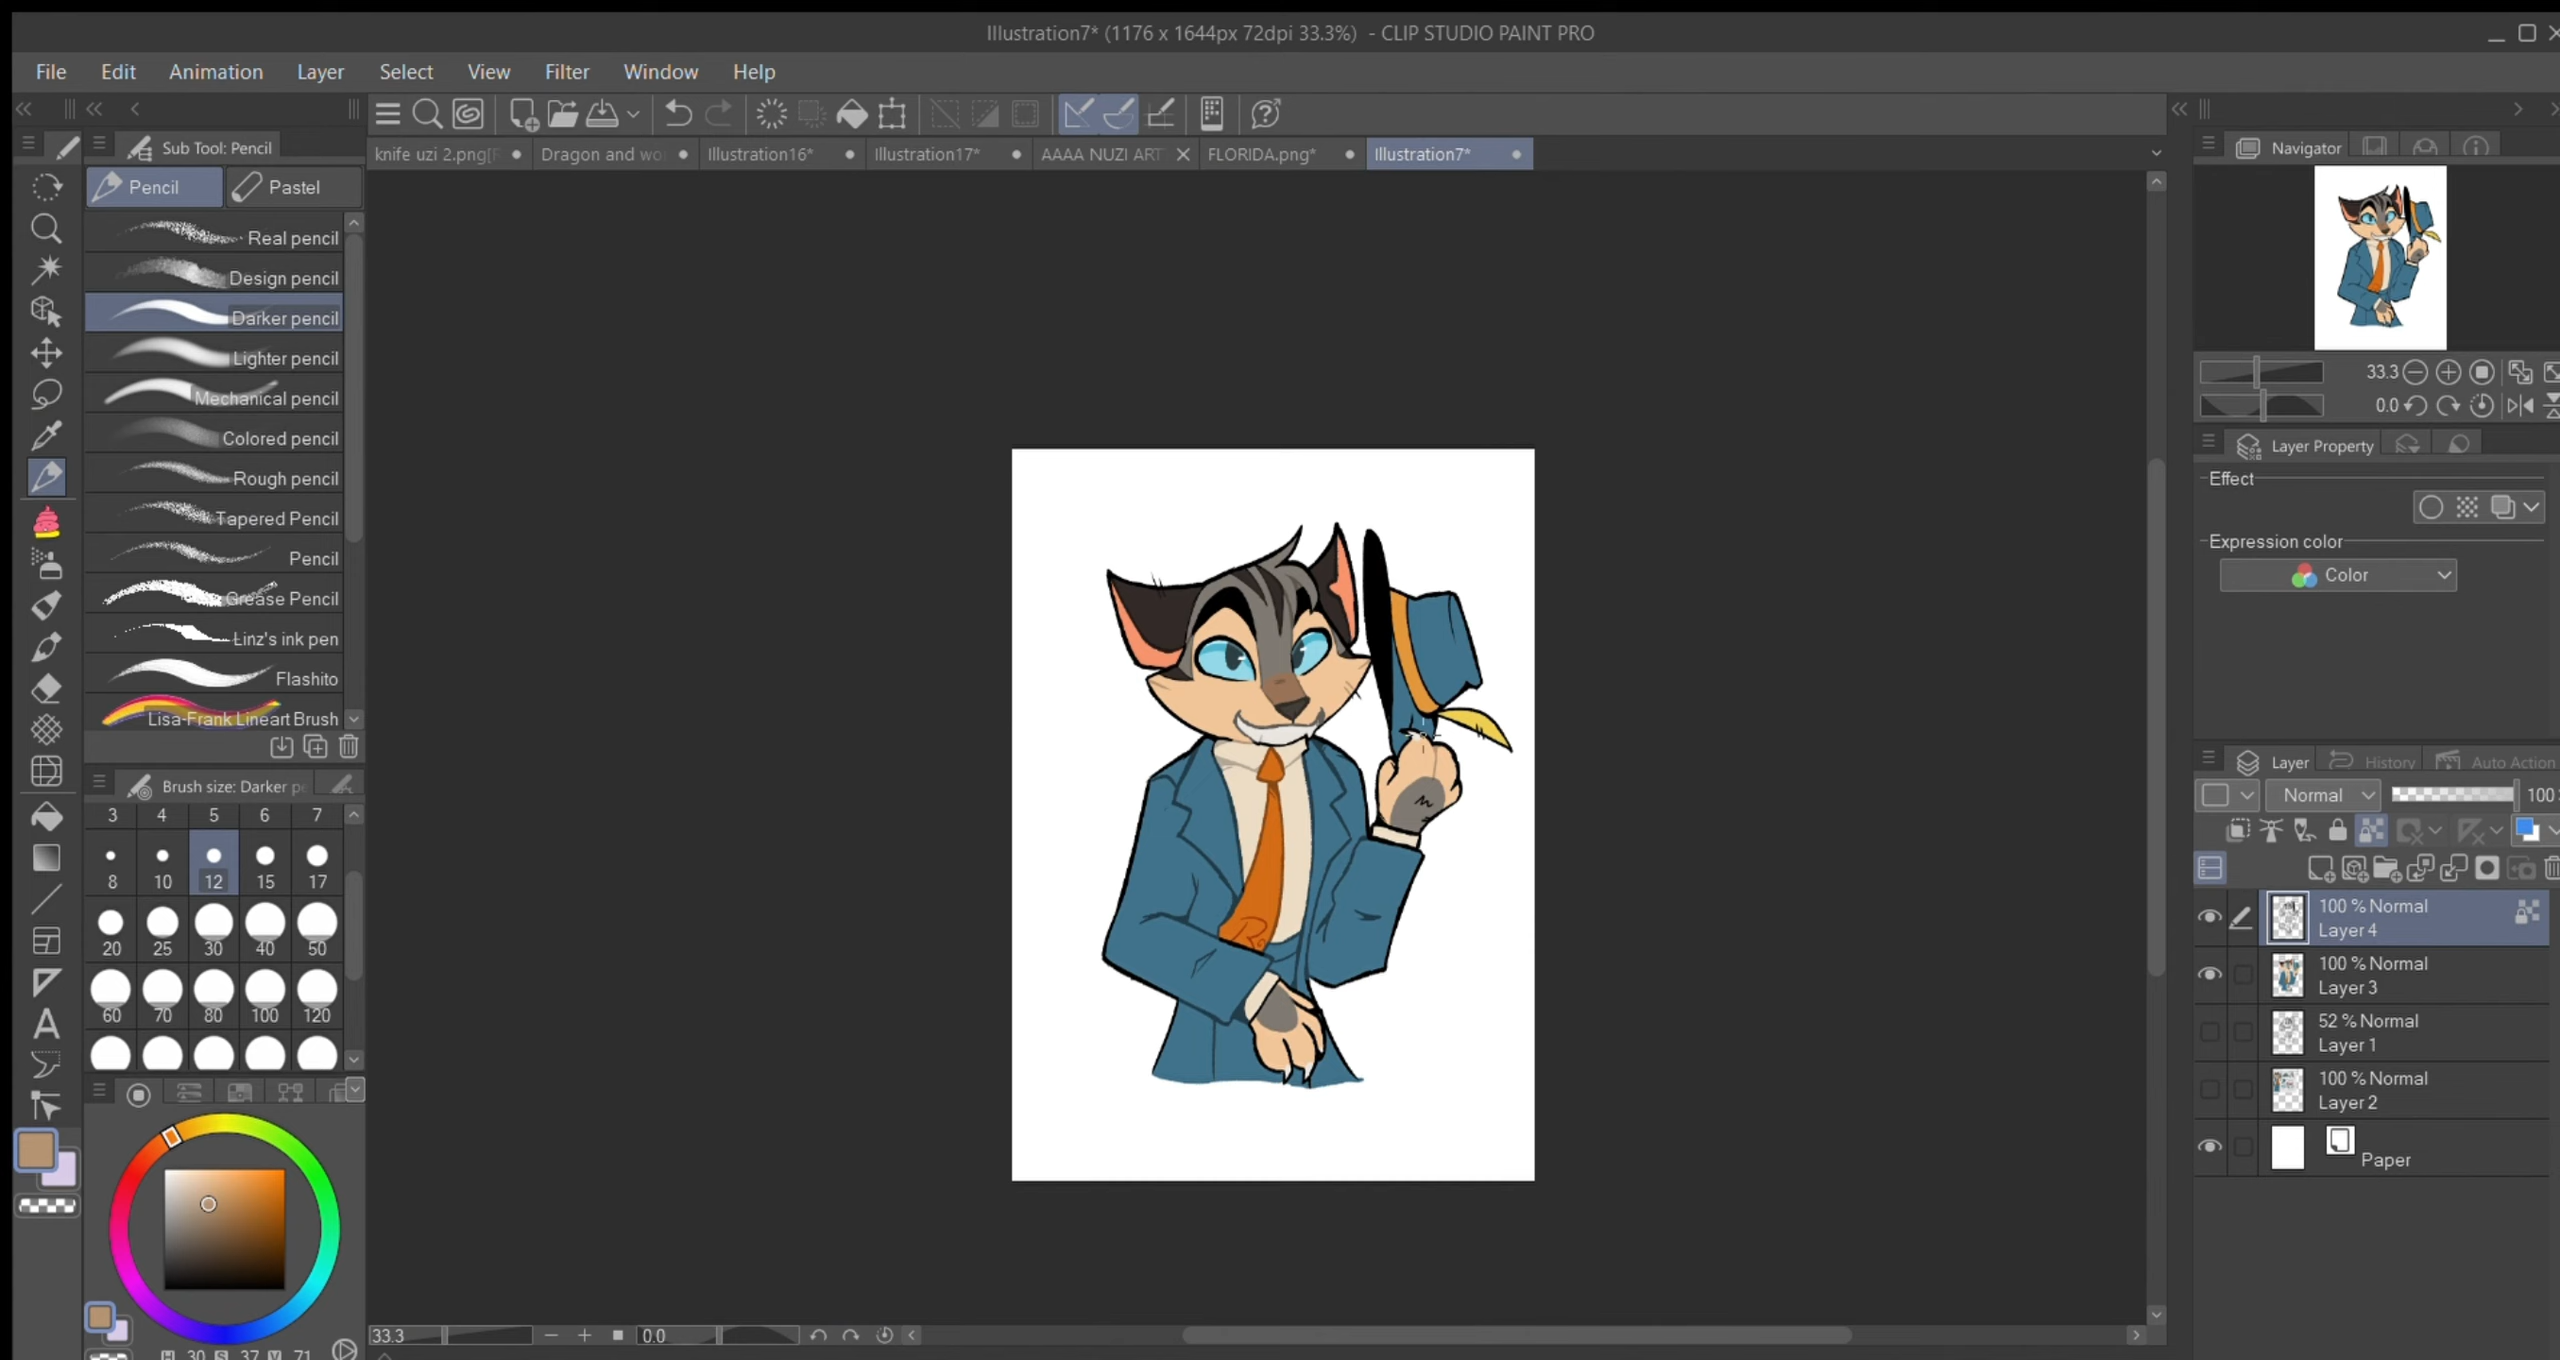 Illustration7* (1176 x 1644px 72dpi 33.3%) - CLIP STUDIO PAINT PRO
File Edit Animation Layer Select View Filter Window Help
Sub Tool: Pencil
knife uzi 2.png Dragon and wo Illustration16* Illustration17* AAAA NUZI ART FLORIDA.png* Illustration7*
Pencil Pastel
Real pencil
Design pencil
Darker pencil
Lighter pencil
Mechanical pencil
Colored pencil
Rough pencil
Tapered Pencil
Pencil
Grease Pencil
Linz's ink pen
Flashito
Lisa-Frank Lineart Brush
Brush size: Darker pe
3 4 5 6 7
8 10 12 15 17
20 25 30 40 50
60 70 80 100 120
H 30 S 37 V 71
33.3 0.0
Navigator
33.3
0.0
Layer Property
Effect
Expression color
Color
Layer History Auto Action
Normal 100
100 % Normal
Layer 4
100 % Normal
Layer 3
52 % Normal
Layer 1
100 % Normal
Layer 2
Paper